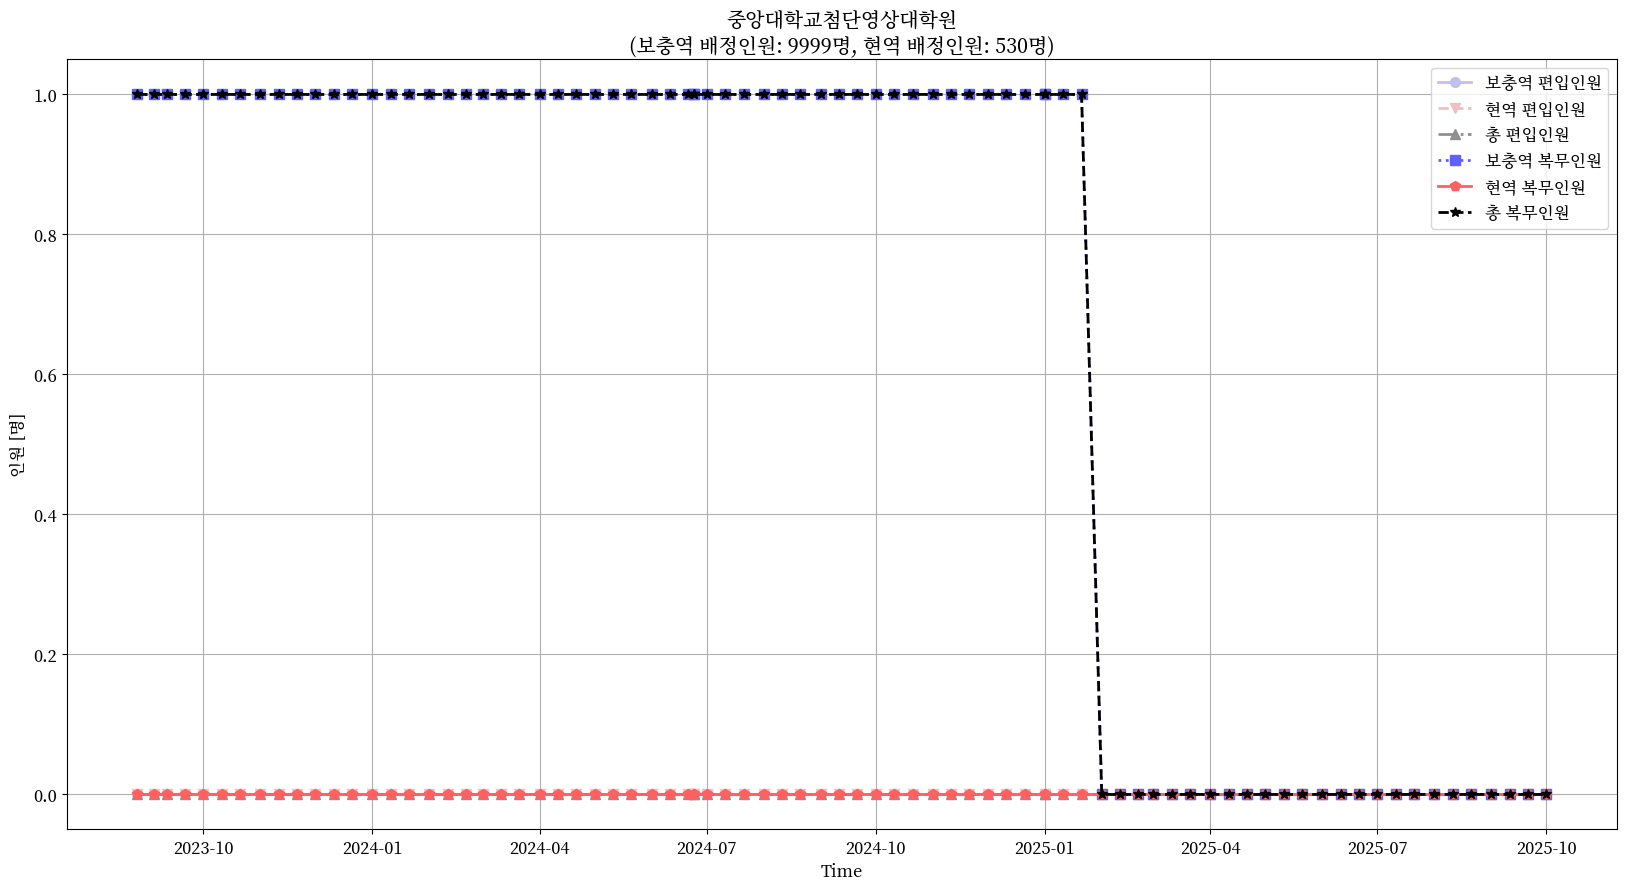 중앙대학교첨단영상대학원
(보충역 배정인원: 9999명, 현역 배정인원: 530명)
보충역 편입인원
현역 편입인원
총 편입인원
보충역 복무인원
현역 복무인원
총 복무인원
인원 [명]
1.0
0.8
0.6
0.4
0.2
0.0
2023-10
2024-01
2024-04
2024-07
2024-10
2025-01
2025-04
2025-07
2025-10
Time